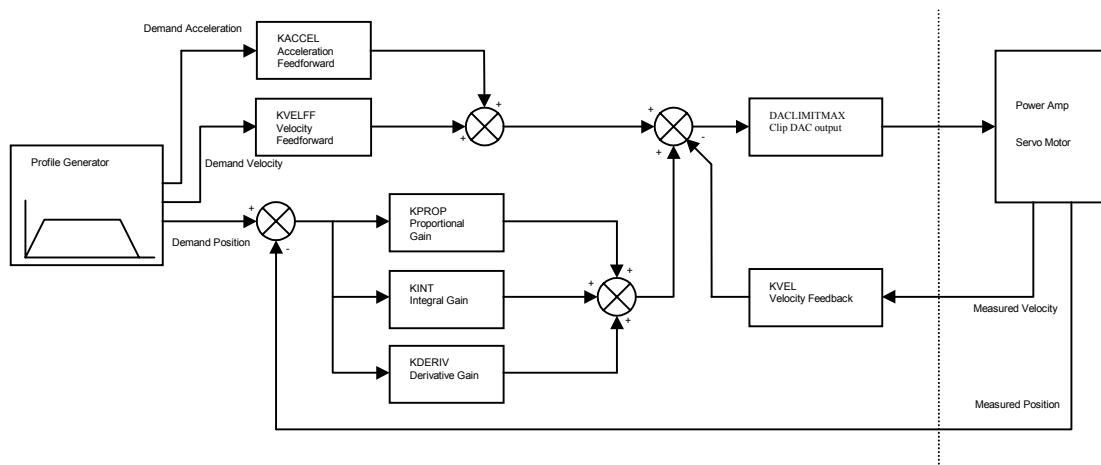 Demand Acceleration
KACCEL
Acceleration
Feedforward
+
+
KVELFF
Velocity
Feedforward
Demand Velocity
Profile Generator
+
-
Demand Position
KPROP
Proportional
Gain
KINT
Integral Gain
KDERIV
Derivative Gain
+
+
+
+
-
+
DACLIMITMAX
Clip DAC output
Power Amp
Servo Motor
KVEL
Velocity Feedback
Measured Velocity
Measured Position